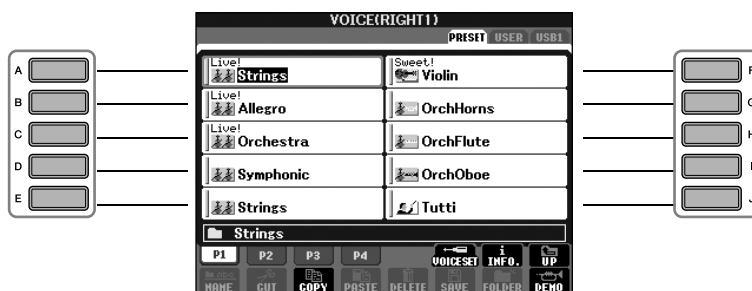 VOICE(RIGHT1)
PRESET USER USB1
A
Live!
Strings
Sweet!
Violin
B
Live!
Allegro
OrchHorns
C
Live!
Orchestra
OrchFlute
D
Symphonic
OrchOboe
E
Strings
Tutti
Strings
P1 P2 P3 P4 VOICESET INFO. UP
NAME CUT COPY PASTE DELETE SAVE FOLDER DEMO